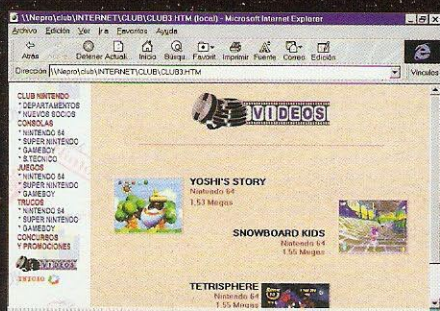 \\Nepro\club\INTERNET\CLUB\CLUB3.HTM (local) - Microsoft Internet Explorer
Archivo Edición Ver Ir a Favoritos Ayuda
Atrás Detener Actuali. Inicio Búsqu. Favorit. Imprimir Fuente Correo Edición
Dirección \\Nepro\club\INTERNET\CLUB\CLUB3.HTM Vínculos
CLUB NINTENDO
* DEPARTAMENTOS
* NUEVOS SOCIOS
CONSOLAS
* NINTENDO 64
* SUPER NINTENDO
* GAMEBOY
* S.TECNICO
JUEGOS
* NINTENDO 64
* SUPER NINTENDO
* GAMEBOY
TRUCOS
* NINTENDO 64
* SUPER NINTENDO
* GAMEBOY
CONCURSOS
Y PROMOCIONES
VIDEOS
INICIO
VIDEOS
YOSHI'S STORY
Nintendo 64
1.53 Megas
SNOWBOARD KIDS
Nintendo 64
1.55 Megas
TETRISPHERE
Nintendo 64
1.55 Megas